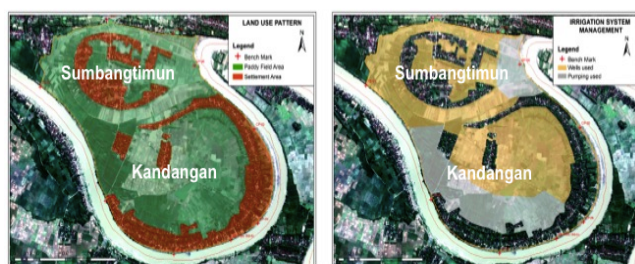 LAND USE PATTERN
N
Legend
Bench Mark
Paddy Field Area
Settlement Area
Sumbangtimun
Kandangan
IRRIGATION SYSTEM
MANAGEMENT
N
Legend
Bench Mark
Wells used
Pumping used
Sumbangtimun
Kandangan